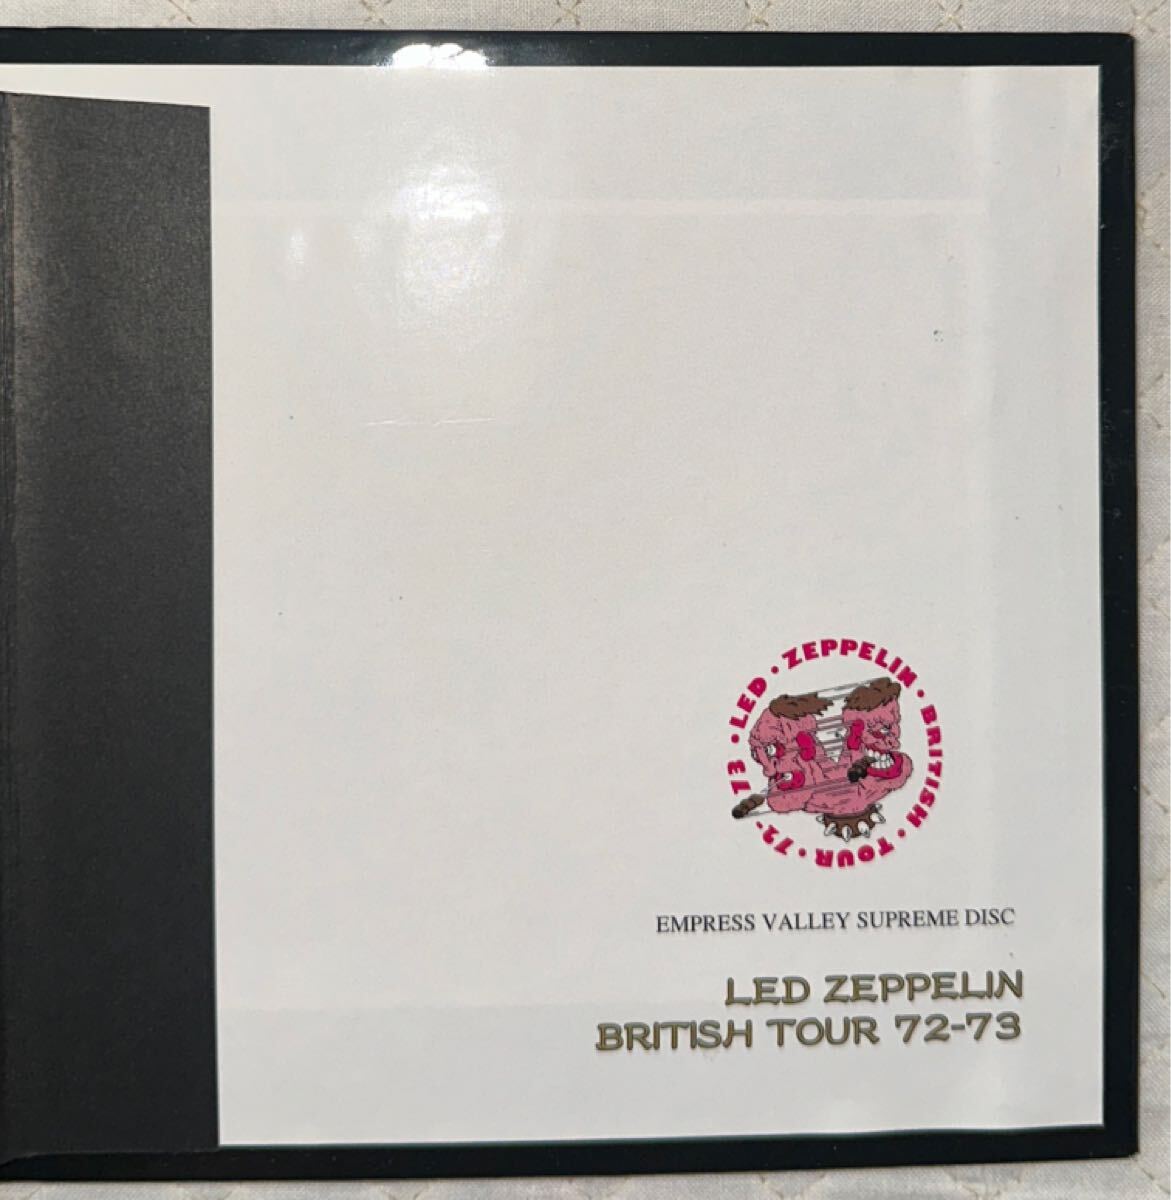 LED · ZEPPELIN · BRITISH · TOUR · 72-73 ·
EMPRESS VALLEY SUPREME DISC
LED ZEPPELIN
BRITISH TOUR 72-73